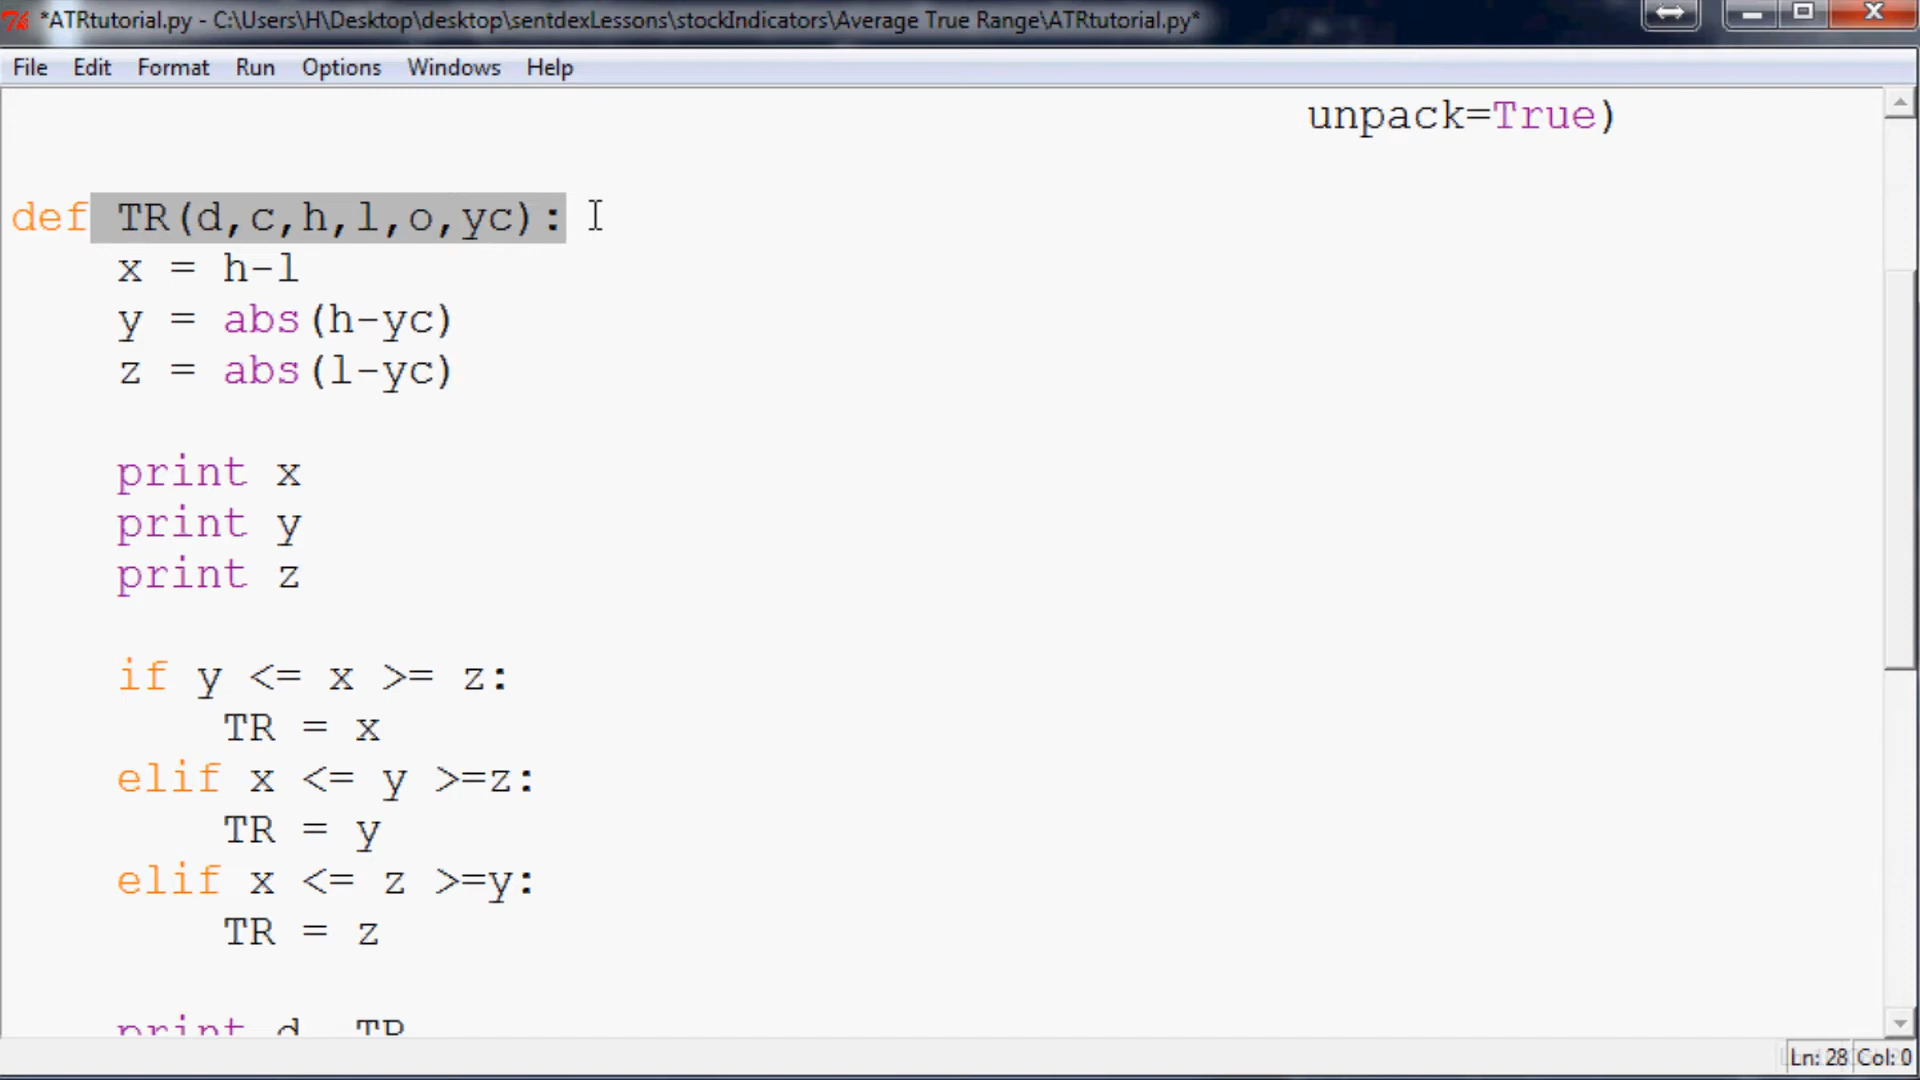 *ATRtutorial.py - C:\Users\H\Desktop\desktop\sentdexLessons\stockIndicators\Average True Range\ATRtutorial.py*
File Edit Format Run Options Windows Help
unpack=True)
def TR(d,c,h,l,o,yc):
x = h-l
y = abs(h-yc)
z = abs(l-yc)
print x
print y
print z
if y <= x >= z:
TR = x
elif x <= y >=z:
TR = y
elif x <= z >=y:
TR = z
print d, TR
Ln: 28 Col: 0